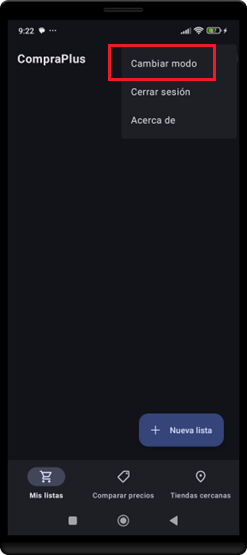 9:22
CompraPlus
Cambiar modo
Cerrar sesión
Acerca de
Nueva lista
Mis listas
Comparar precios
Tiendas cercanas